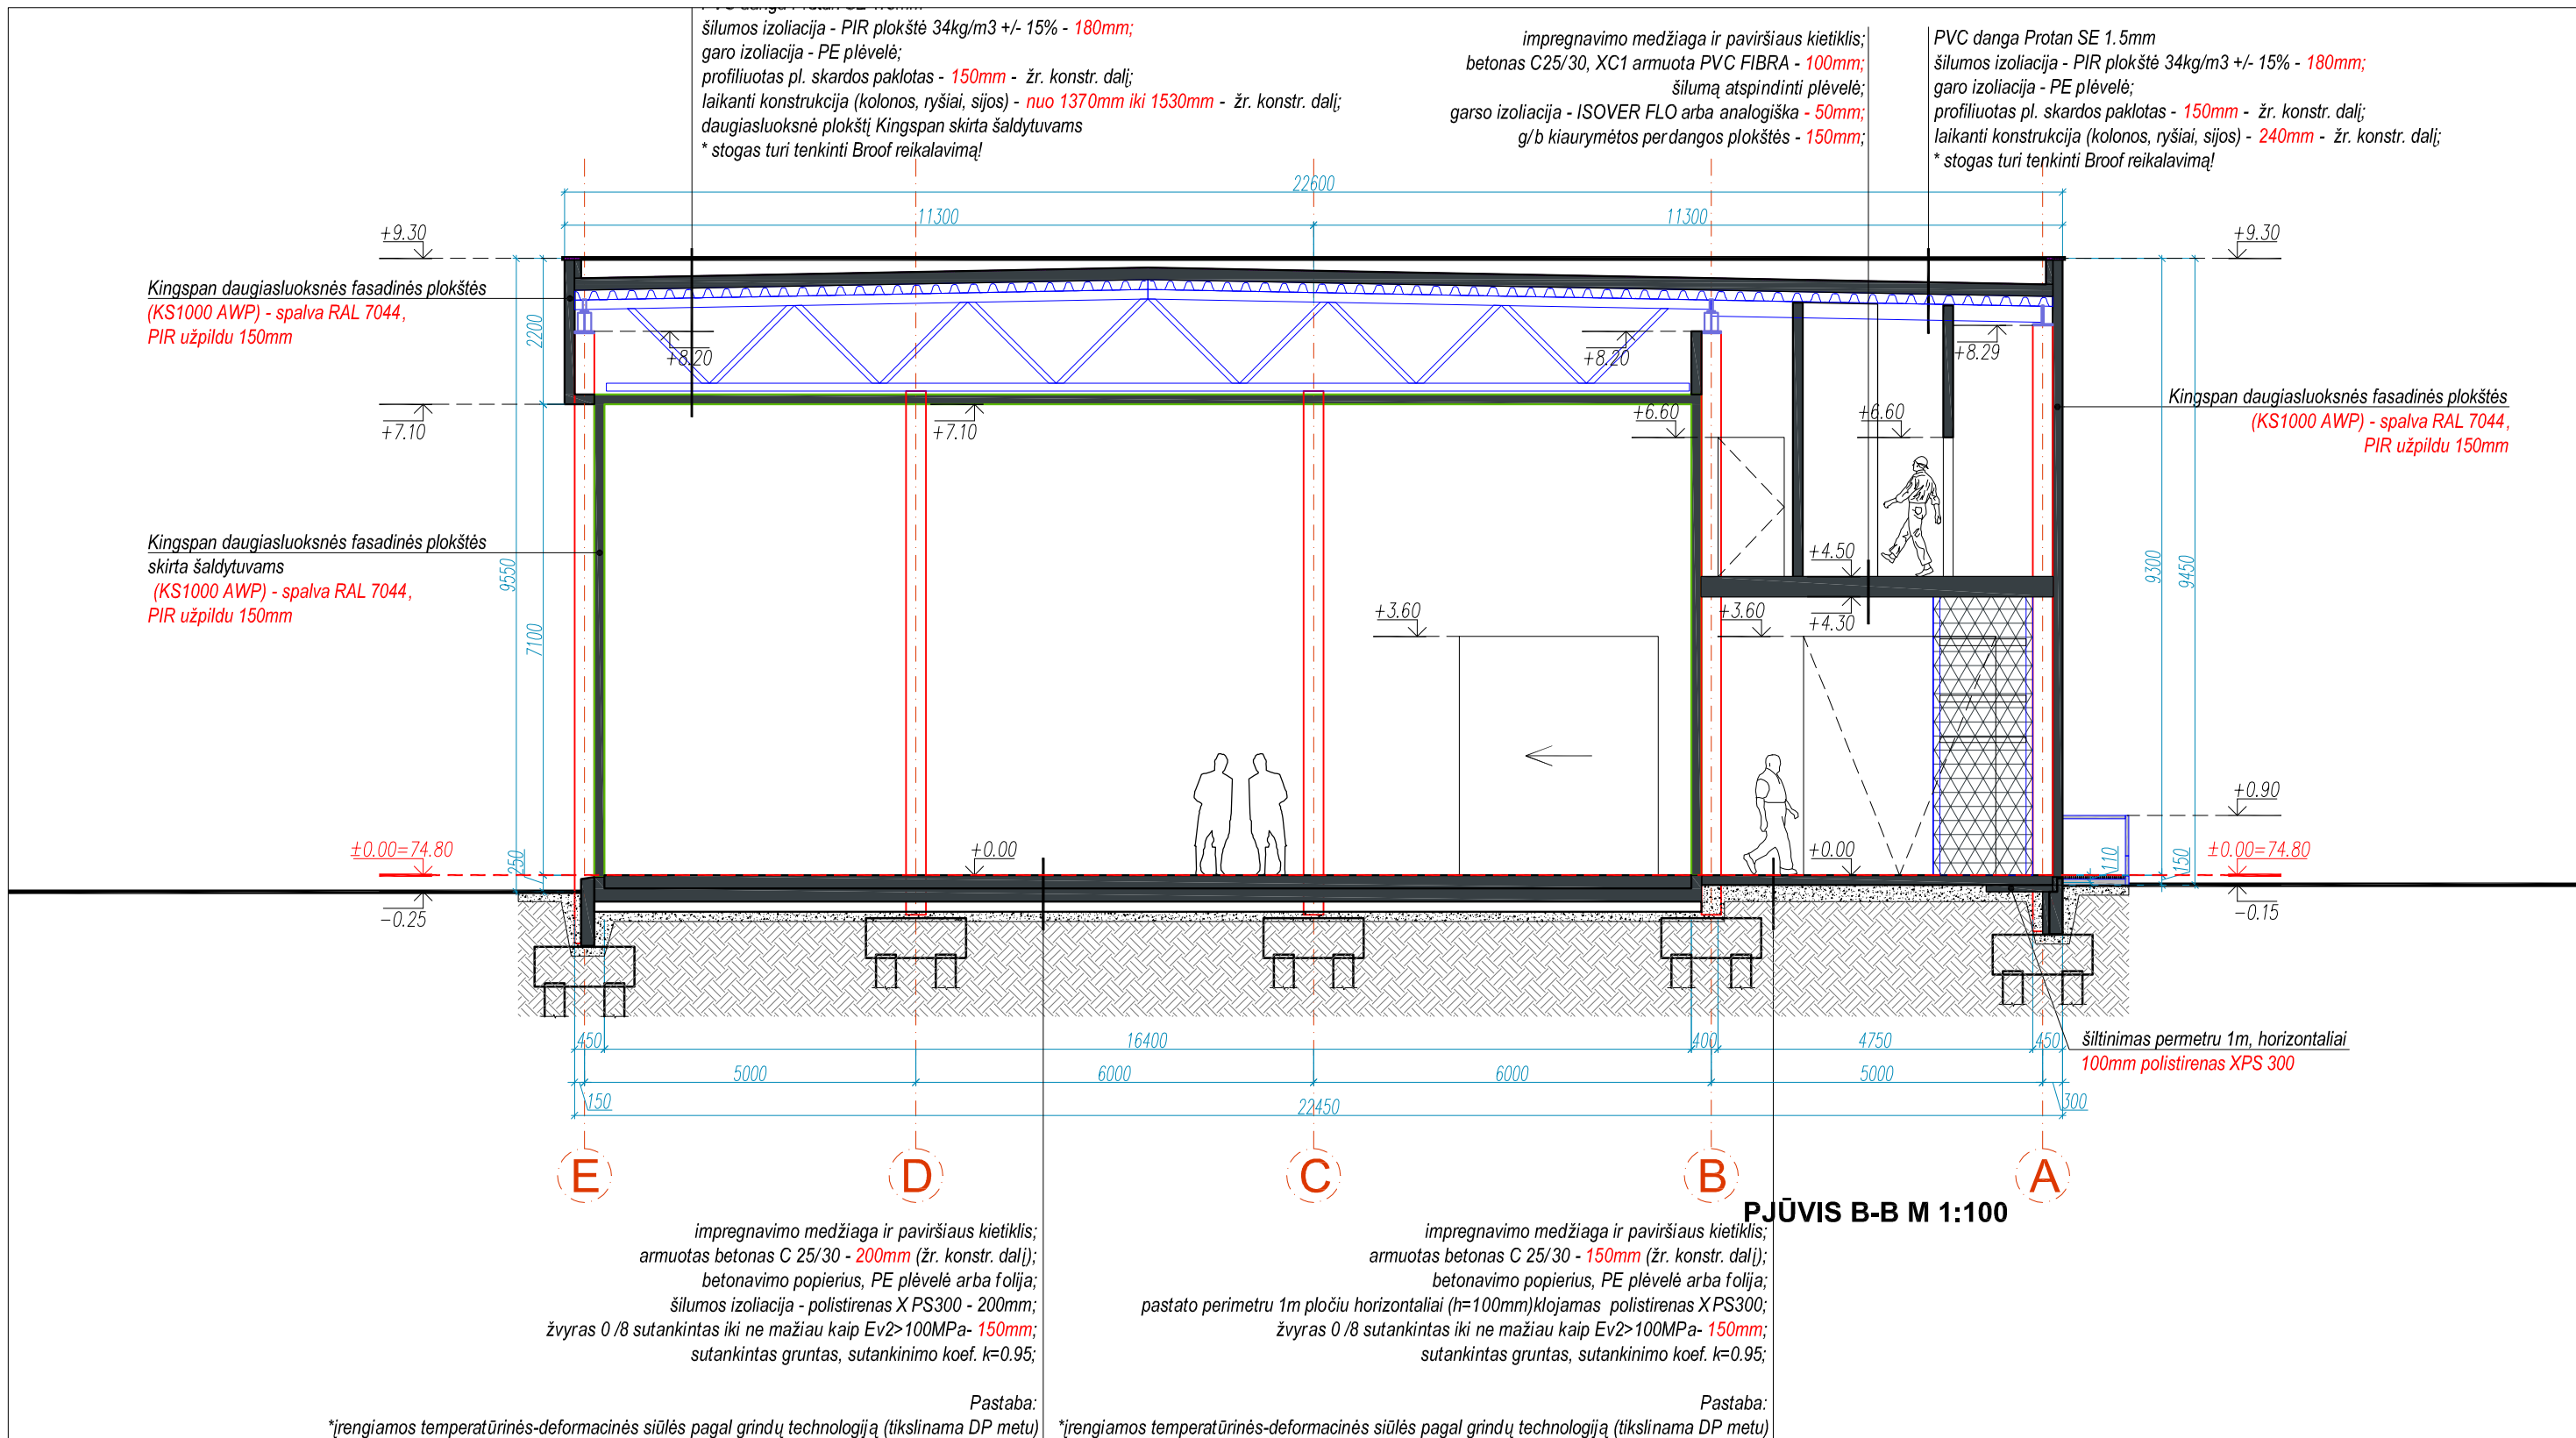 šilumos izoliacija - PIR plokštė 34kg/m3 +/- 15% - 180mm;
garo izoliacija - PE plėvelė;
profiliuotas pl. skardos paklotas - 150mm - žr. konstr. dalį;
laikanti konstrukcija (kolonos, ryšiai, sijos) - nuo 1370mm iki 1530mm - žr. konstr. dalį;
daugiasluoksnė plokštį Kingspan skirta šaldytuvams
* stogas turi tenkinti Broof reikalavimą!
impregnavimo medžiaga ir paviršiaus kietiklis;
betonas C25/30, XC1 armuota PVC FIBRA - 100mm;
šilumą atspindinti plėvelė;
garso izoliacija - ISOVER FLO arba analogiška - 50mm;
g/b kiaurymėtos perdangos plokštės - 150mm;
PVC danga Protan SE 1.5mm
šilumos izoliacija - PIR plokštė 34kg/m3 +/- 15% - 180mm;
garo izoliacija - PE plėvelė;
profiliuotas pl. skardos paklotas - 150mm - žr. konstr. dalį;
laikanti konstrukcija (kolonos, ryšiai, sijos) - 240mm - žr. konstr. dalį;
* stogas turi tenkinti Broof reikalavimą!
22600
11300
11300
+9.30
+9.30
Kingspan daugiasluoksnės fasadinės plokštės
(KS1000 AWP) - spalva RAL 7044,
PIR užpildu 150mm
2200
+8.20
+8.20
+8.29
Kingspan daugiasluoksnės fasadinės plokštės
(KS1000 AWP) - spalva RAL 7044,
PIR užpildu 150mm
+7.10
+7.10
+6.60
+6.60
Kingspan daugiasluoksnės fasadinės plokštės
skirta šaldytuvams
(KS1000 AWP) - spalva RAL 7044,
PIR užpildu 150mm
9550
7100
+4.50
+4.30
9300
9450
+3.60
+3.60
+0.90
±0.00=74.80
250
+0.00
+0.00
110
150
±0.00=74.80
-0.25
-0.15
450
16400
400
4750
450
šiltinimas permetru 1m, horizontaliai
100mm polistirenas XPS 300
5000
6000
6000
5000
150
22450
300
E
D
C
B
A
PJŪVIS B-B M 1:100
impregnavimo medžiaga ir paviršiaus kietiklis;
armuotas betonas C 25/30 - 200mm (žr. konstr. dalį);
betonavimo popierius, PE plėvelė arba folija;
šilumos izoliacija - polistirenas XPS300 - 200mm;
žvyras 0 /8 sutankintas iki ne mažiau kaip Ev2>100MPa- 150mm;
sutankintas gruntas, sutankinimo koef. k=0.95;
Pastaba:
*įrengiamos temperatūrinės-deformacinės siūlės pagal grindų technologiją (tikslinama DP metu)
impregnavimo medžiaga ir paviršiaus kietiklis;
armuotas betonas C 25/30 - 150mm (žr. konstr. dalį);
betonavimo popierius, PE plėvelė arba folija;
pastato perimetru 1m pločiu horizontaliai (h=100mm)klojamas polistirenas XPS300;
žvyras 0 /8 sutankintas iki ne mažiau kaip Ev2>100MPa- 150mm;
sutankintas gruntas, sutankinimo koef. k=0.95;
Pastaba:
*įrengiamos temperatūrinės-deformacinės siūlės pagal grindų technologiją (tikslinama DP metu)